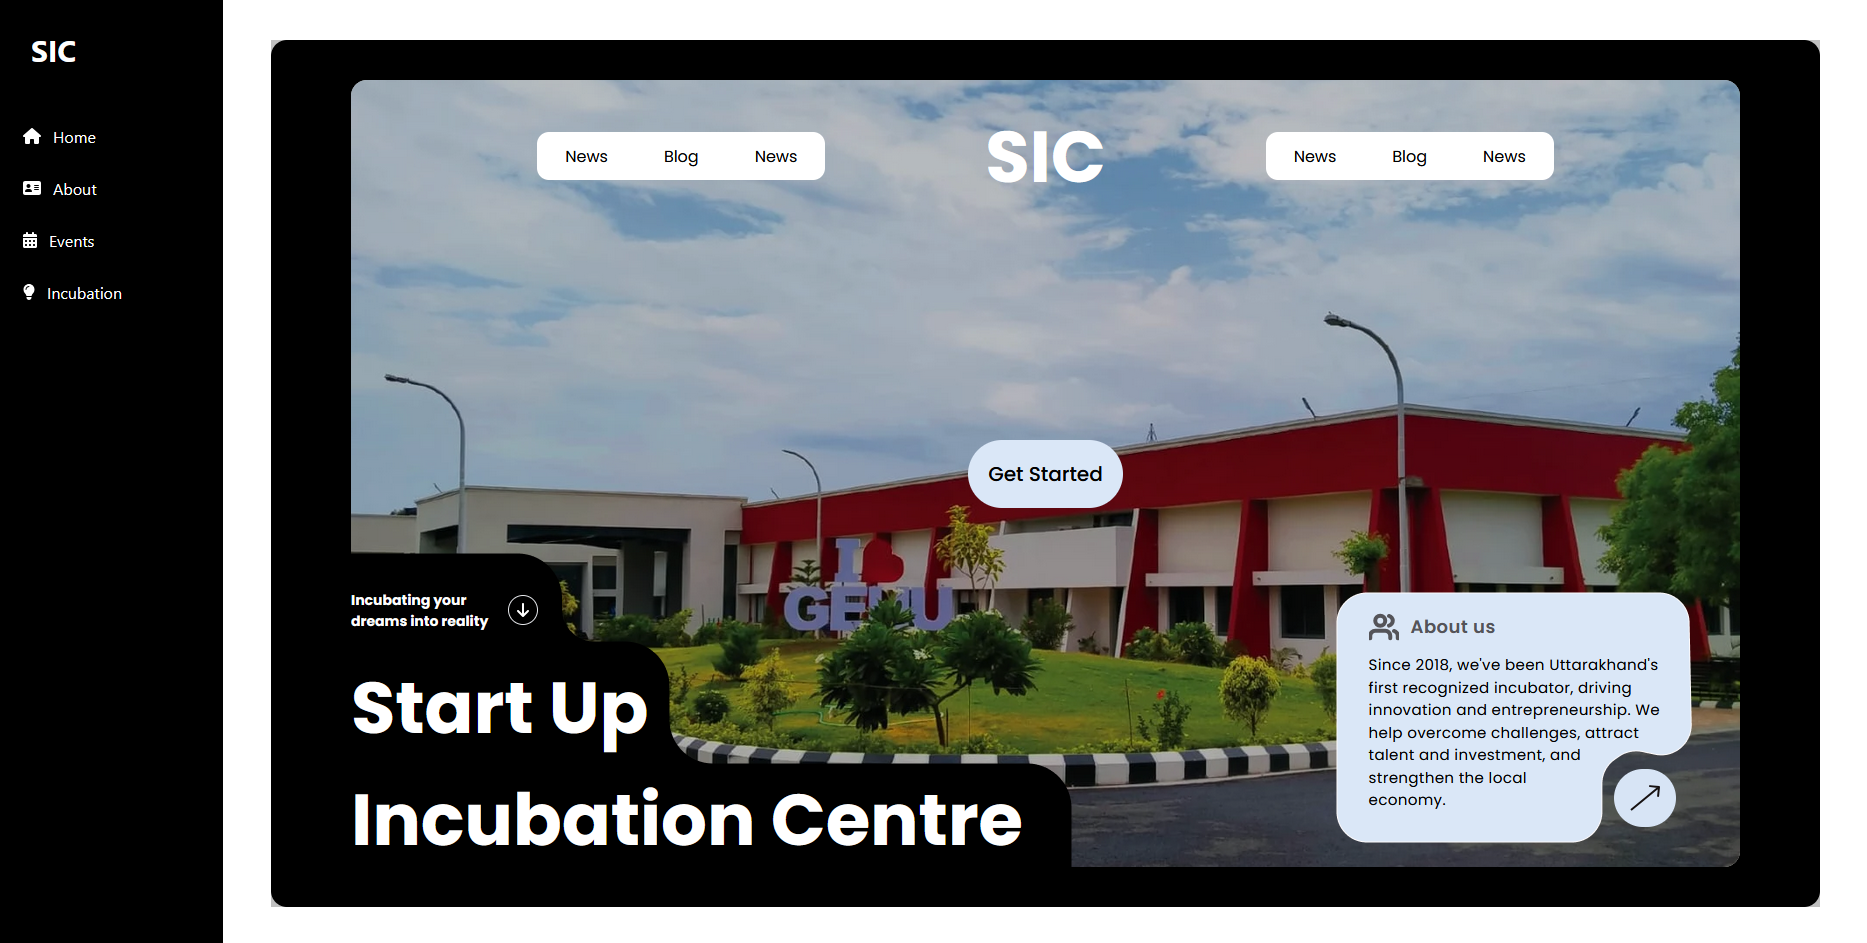 SIC
Home
About
Events
Incubation
News Blog News
SIC
News Blog News
Get Started
I
GEHU
Incubating your
dreams into reality
Start Up
Incubation Centre
About us
Since 2018, we've been Uttarakhand's
first recognized incubator, driving
innovation and entrepreneurship. We
help overcome challenges, attract
talent and investment, and
strengthen the local
economy.